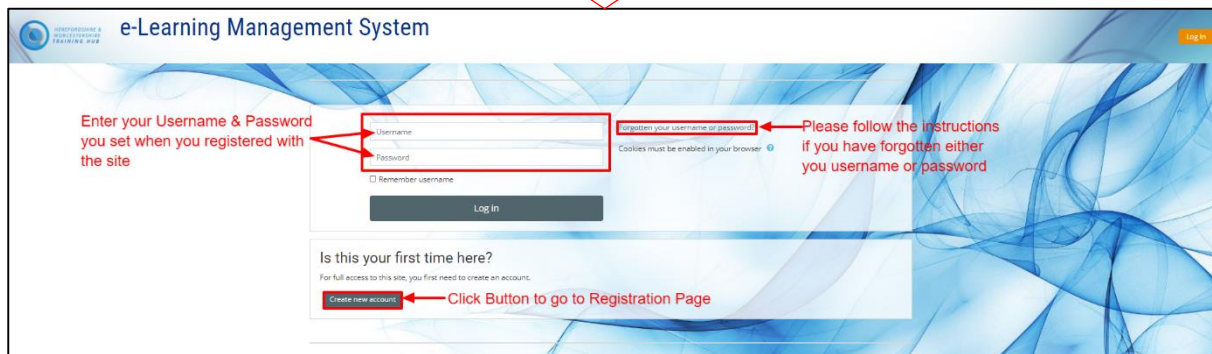 HEREFORDSHIRE &
WORCESTERSHIRE
TRAINING HUB
e-Learning Management System
Log in
Enter your Username & Password
you set when you registered with
the site
Username
Password
Remember username
Log in
Forgotten your username or password?
Cookies must be enabled in your browser
Please follow the instructions
if you have forgotten either
you username or password
Is this your first time here?
For full access to this site, you first need to create an account.
Create new account
Click Button to go to Registration Page